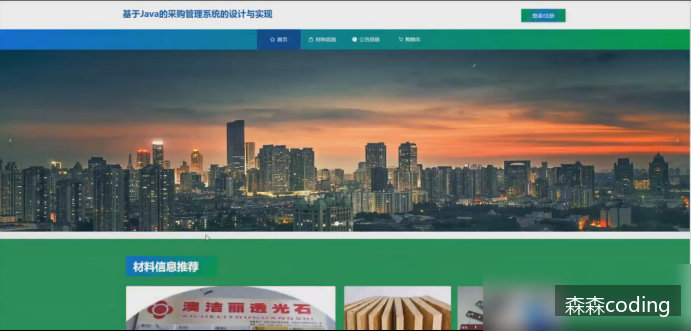 基于Java的采购管理系统的设计与实现
登录/注册
首页 材料信息 公告信息 购物车
材料信息推荐
滴洁丽透光石
森森coding